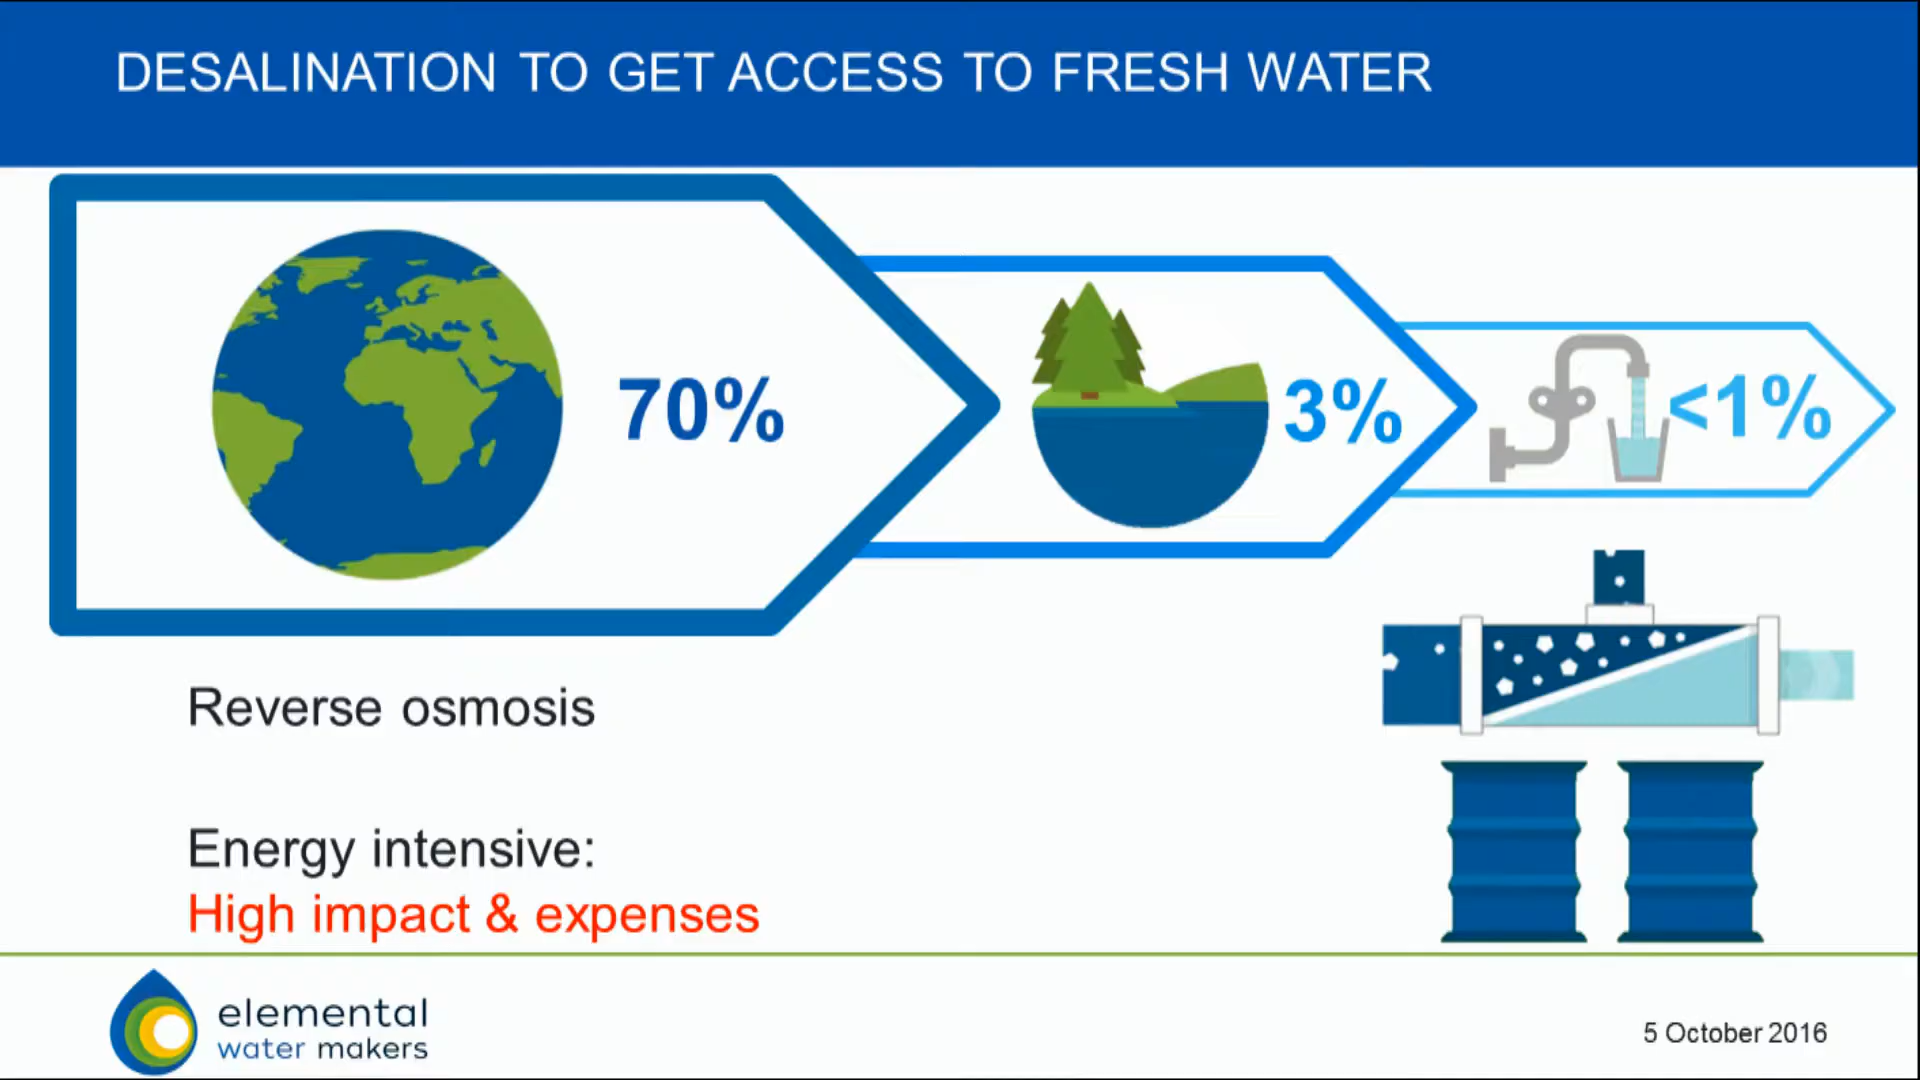 DESALINATION TO GET ACCESS TO FRESH WATER
70%
3%
<1%
Reverse osmosis
Energy intensive:
High impact & expenses
elemental
water makers
5 October 2016